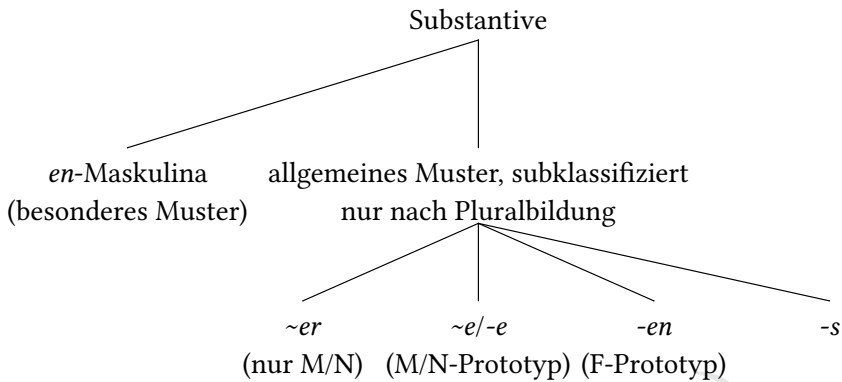 Substantive
en-Maskulina
(besonderes Muster)
allgemeines Muster, subklassifiziert
nur nach Pluralbildung
~er
(nur M/N)
~e/-e
(M/N-Prototyp)
-en
(F-Prototyp)
-s